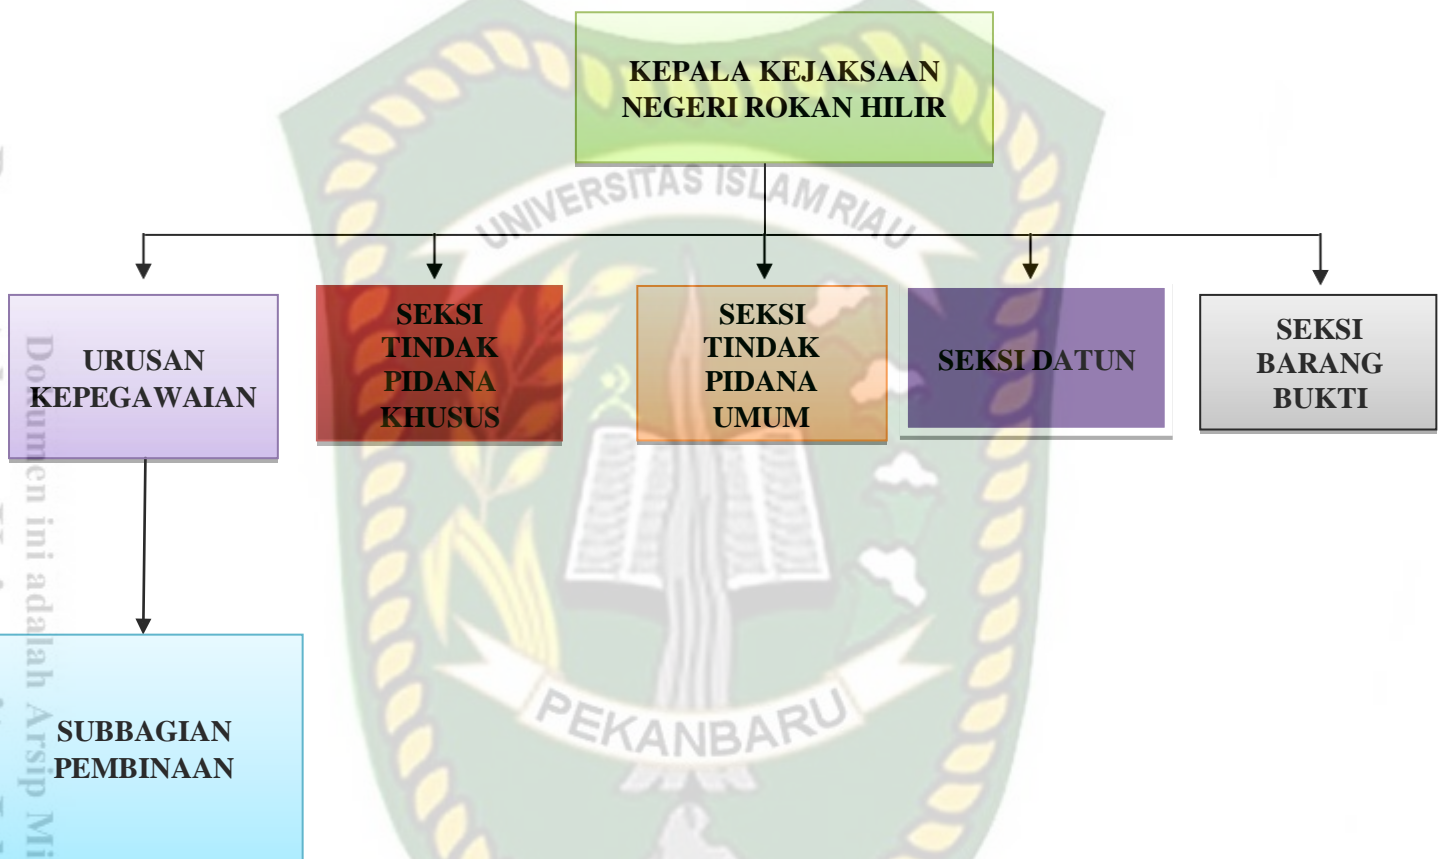 KEPALA KEJAKSAAN
NEGERI ROKAN HILIR
UNIVERSITAS ISLAM RIAU
URUSAN
KEPEGAWAIAN
SEKSI
TINDAK
PIDANA
KHUSUS
SEKSI
TINDAK
PIDANA
UMUM
SEKSI DATUN
SEKSI
BARANG
BUKTI
SUBBAGIAN
PEMBINAAN
PEKANBARU
Dokumen ini adalah Arsip